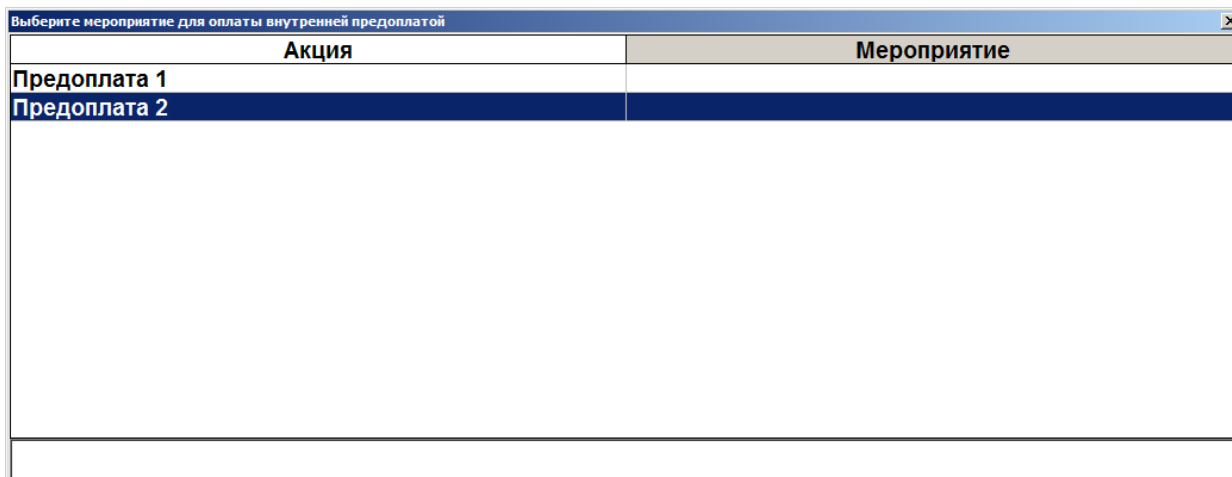 Выберите мероприятие для оплаты внутренней предоплатой
Акция Мероприятие
Предоплата 1
Предоплата 2